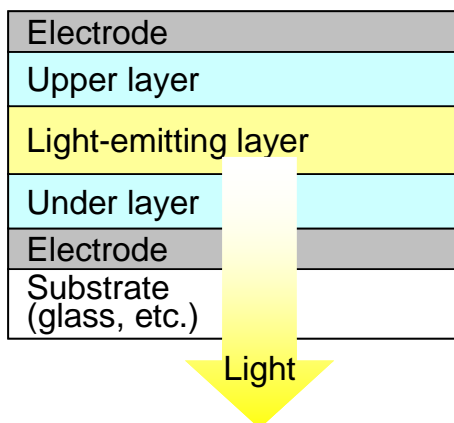 Electrode
Upper layer
Light-emitting layer
Under layer
Electrode
Substrate
(glass, etc.)
Light